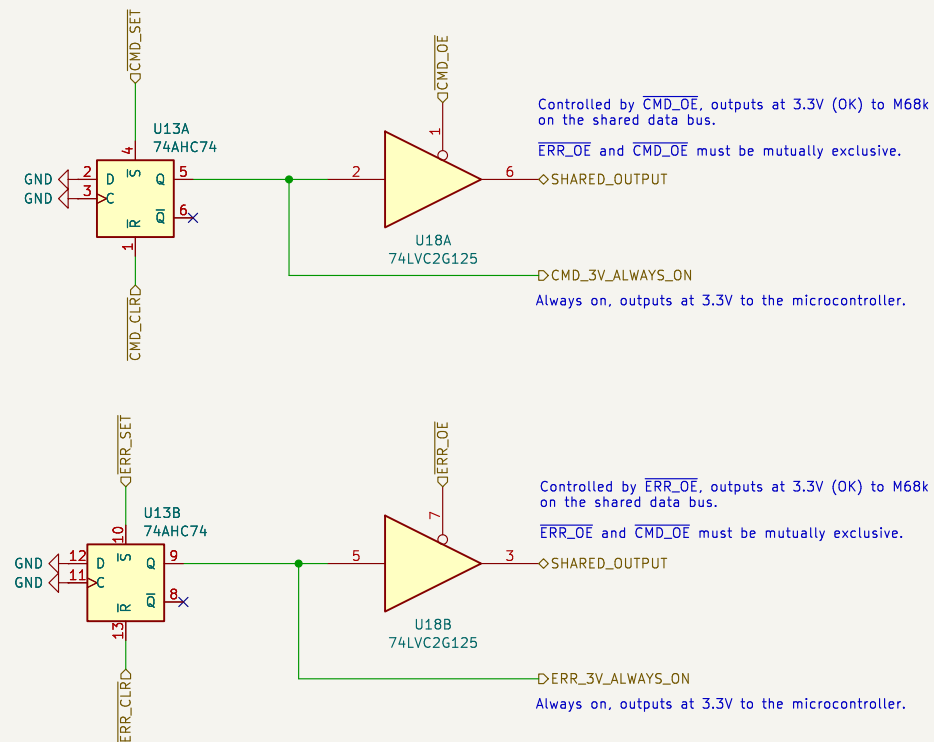 CMD_SET
CMD_OE
Controlled by CMD_OE, outputs at 3.3V (OK) to M68k
on the shared data bus.
U13A
74AHC74
4
1
ERR_OE and CMD_OE must be mutually exclusive.
GND
2
D
S
Q
5
2
6
SHARED_OUTPUT
GND
3
C
R
Q
6
1
U18A
74LVC2G125
CMD_3V_ALWAYS_ON
Always on, outputs at 3.3V to the microcontroller.
CMD_CLR
ERR_SET
ERR_OE
Controlled by ERR_OE, outputs at 3.3V (OK) to M68k
on the shared data bus.
U13B
74AHC74
10
7
ERR_OE and CMD_OE must be mutually exclusive.
GND
12
D
S
Q
9
5
3
SHARED_OUTPUT
GND
11
C
R
Q
8
13
U18B
74LVC2G125
ERR_3V_ALWAYS_ON
Always on, outputs at 3.3V to the microcontroller.
ERR_CLR